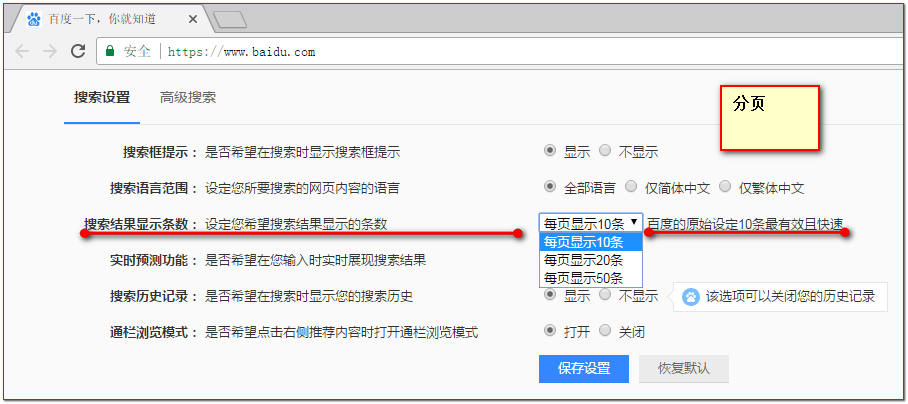 百度一下，你就知道
安全 https://www.baidu.com
搜索设置 高级搜索
分页
搜索框提示： 是否希望在搜索时显示搜索框提示 显示 不显示
搜索语言范围： 设定您所要搜索的网页内容的语言 全部语言 仅简体中文 仅繁体中文
搜索结果显示条数： 设定您希望搜索结果显示的条数 每页显示10条 百度的原始设定10条最有效且快速
每页显示10条
每页显示20条
每页显示50条
实时预测功能： 是否希望在您输入时实时展现搜索结果
搜索历史记录： 是否希望在搜索时显示您的搜索历史 显示 不显示 该选项可以关闭您的历史记录
通栏浏览模式： 是否希望点击右侧推荐内容时打开通栏浏览模式 打开 关闭
保存设置 恢复默认